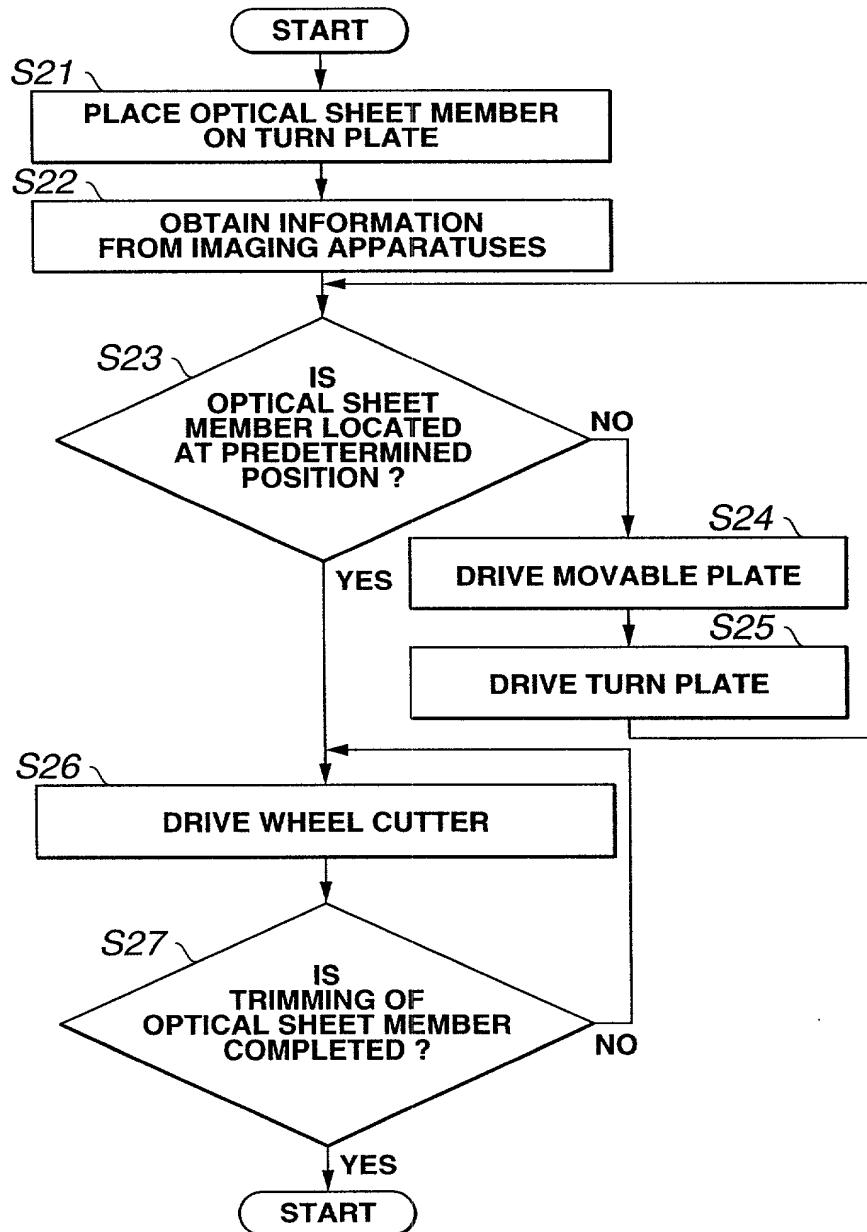 START
S21
PLACE OPTICAL SHEET MEMBER
ON TURN PLATE
S22
OBTAIN INFORMATION
FROM IMAGING APPARATUSES
S23
IS
OPTICAL SHEET
MEMBER LOCATED
AT PREDETERMINED
POSITION ?
NO
YES
S24
DRIVE MOVABLE PLATE
S25
DRIVE TURN PLATE
S26
DRIVE WHEEL CUTTER
S27
IS
TRIMMING OF
OPTICAL SHEET MEMBER
COMPLETED ?
NO
YES
START